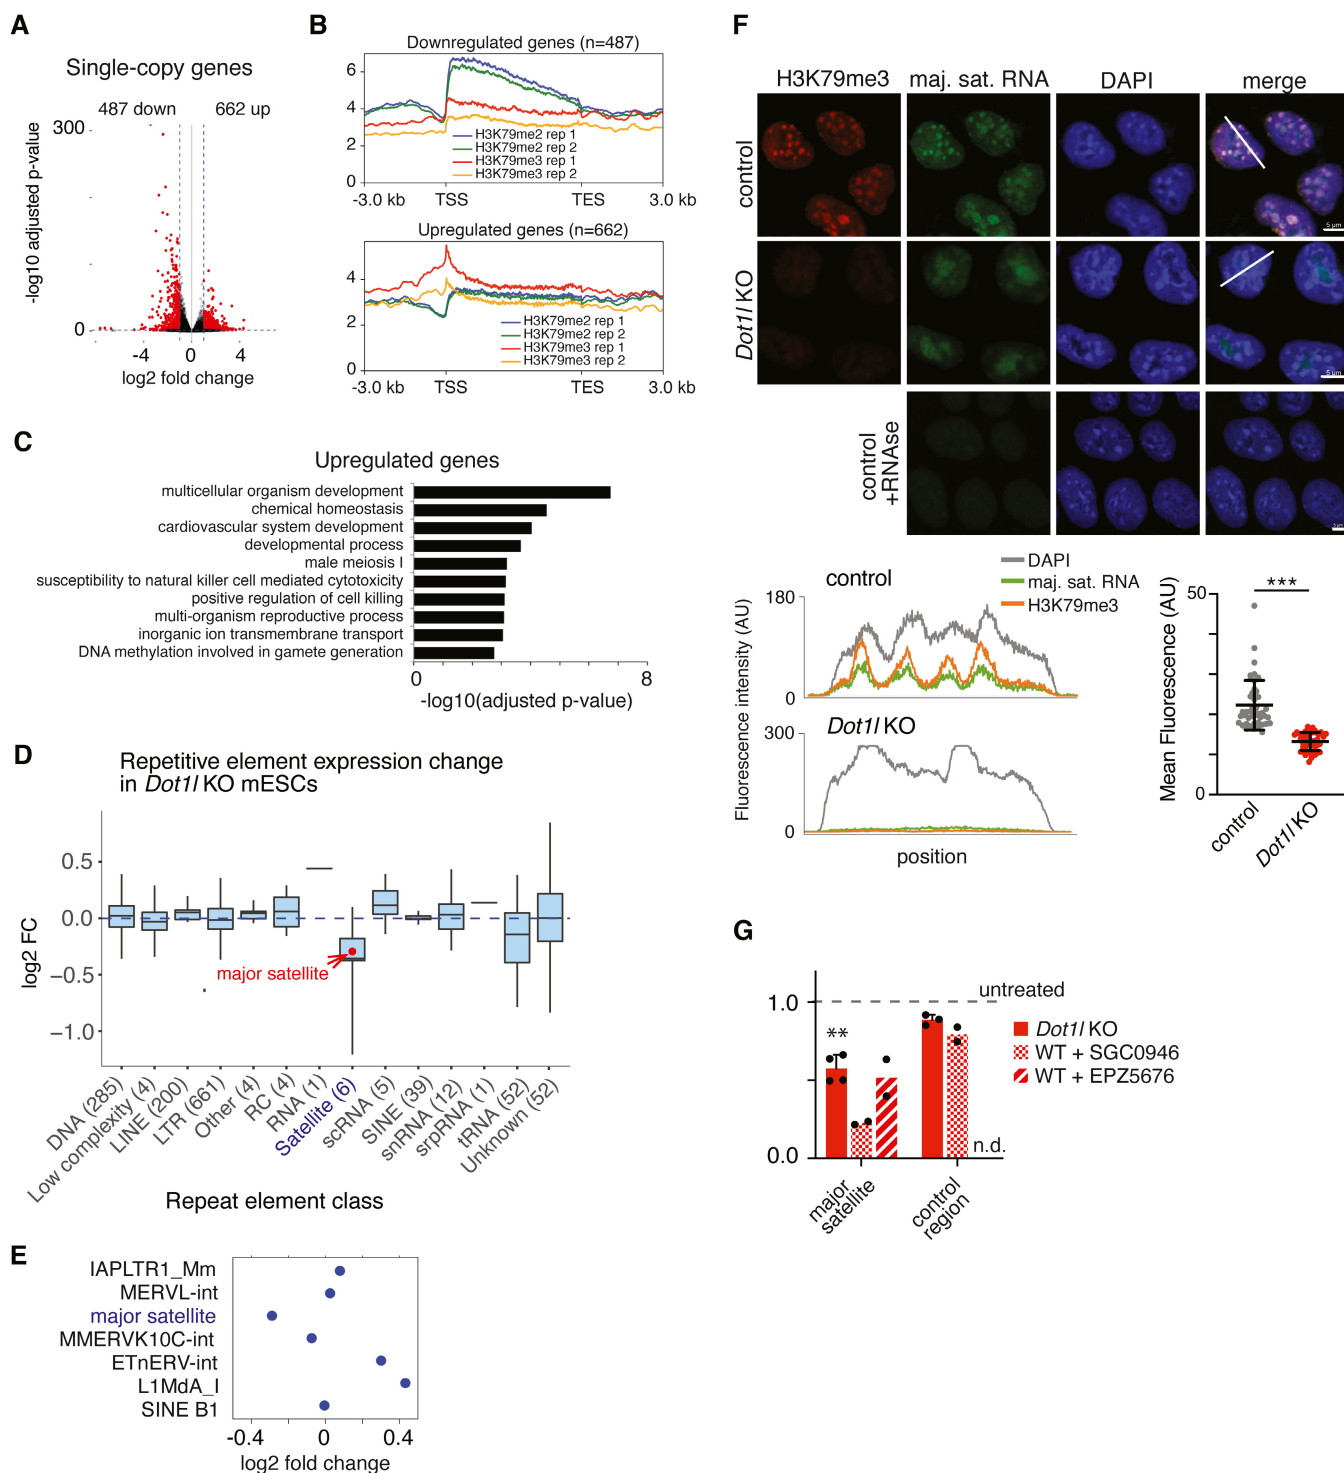 A
Single-copy genes
487 down
662 up
300
0
-log10 adjusted p-value
-4
0
4
log2 fold change
B
Downregulated genes (n=487)
6
4
2
0
H3K79me2 rep 1
H3K79me2 rep 2
H3K79me3 rep 1
H3K79me3 rep 2
-3.0 kb
TSS
TES
3.0 kb
Upregulated genes (n=662)
4
2
0
H3K79me2 rep 1
H3K79me2 rep 2
H3K79me3 rep 1
H3K79me3 rep 2
-3.0 kb
TSS
TES
3.0 kb
C
Upregulated genes
multicellular organism development
chemical homeostasis
cardiovascular system development
developmental process
male meiosis I
susceptibility to natural killer cell mediated cytotoxicity
positive regulation of cell killing
multi-organism reproductive process
inorganic ion transmembrane transport
DNA methylation involved in gamete generation
0
8
-log10(adjusted p-value)
D
Repetitive element expression change
in Dot1l KO mESCs
0.5
0.0
−0.5
−1.0
log2 FC
major satellite
DNA (285)
Low complexity (4)
LINE (200)
LTR (661)
Other (4)
RC (4)
RNA (1)
Satellite (6)
scRNA (5)
SINE (39)
snRNA (12)
srpRNA (1)
tRNA (52)
Unknown (52)
Repeat element class
E
IAPLTR1_Mm
MERVL-int
major satellite
MMERVK10C-int
ETnERV-int
L1MdA_I
SINE B1
-0.4
0
0.4
log2 fold change
F
H3K79me3
maj. sat. RNA
DAPI
merge
control
5 µm
Dot1l KO
5 µm
control
+RNAse
5 µm
control
DAPI
maj. sat. RNA
H3K79me3
180
0
Dot1l KO
300
0
Fluorescence intensity (AU)
position
***
50
0
Mean Fluorescence (AU)
control
Dot1l KO
G
untreated
1.0
0.0
**
n.d.
Dot1l KO
WT + SGC0946
WT + EPZ5676
major
satellite
control
region